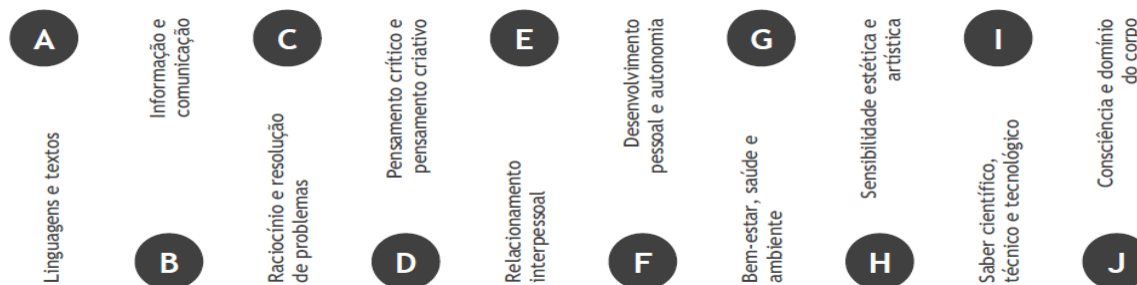 A
Linguagens e textos
Informação e
comunicação
B
C
Raciocínio e resolução
de problemas
Pensamento crítico e
pensamento criativo
D
E
Relacionamento
interpessoal
Desenvolvimento
pessoal e autonomia
F
G
Bem-estar, saúde e
ambiente
Sensibilidade estética e
artística
H
I
Saber científico,
técnico e tecnológico
Consciência e domínio
do corpo
J